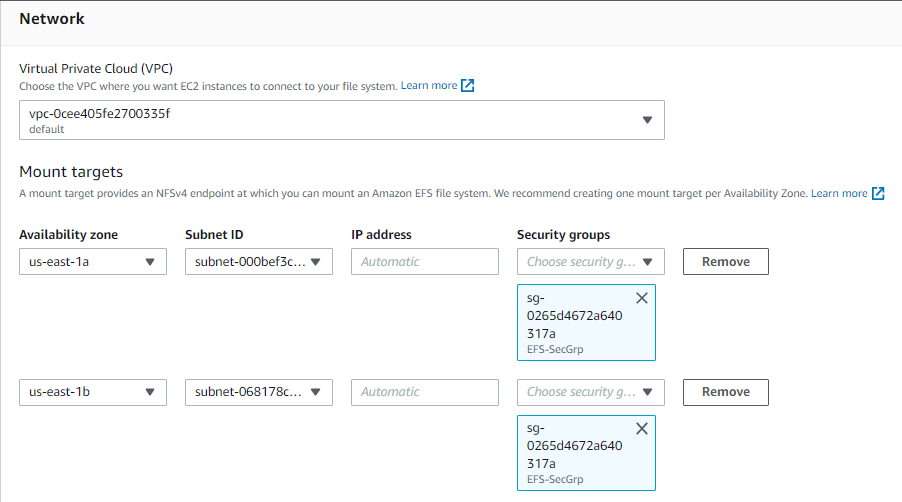 Network
Virtual Private Cloud (VPC)
Choose the VPC where you want EC2 instances to connect to your file system. Learn more
vpc-0cee405fe2700335f
default
Mount targets
A mount target provides an NFSv4 endpoint at which you can mount an Amazon EFS file system. We recommend creating one mount target per Availability Zone. Learn more
Availability zone Subnet ID IP address Security groups
us-east-1a subnet-000bef3c... Automatic Choose security g... Remove
sg-
0265d4672a640
317a
EFS-SecGrp
us-east-1b subnet-068178c... Automatic Choose security g... Remove
sg-
0265d4672a640
317a
EFS-SecGrp